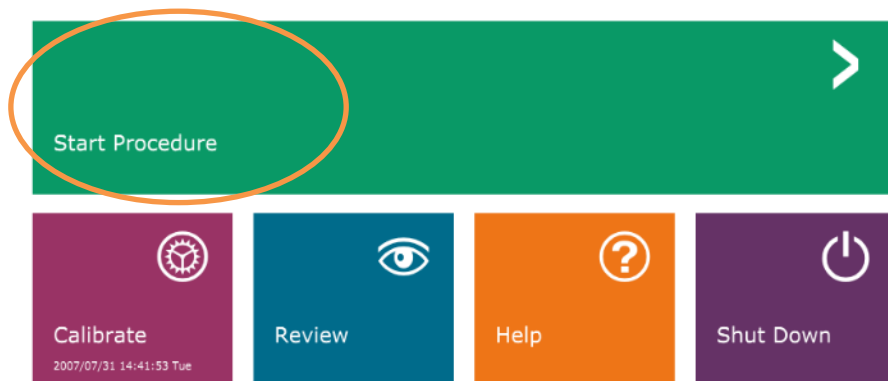 Start Procedure
Calibrate
2007/07/31 14:41:53 Tue
Review
Help
Shut Down